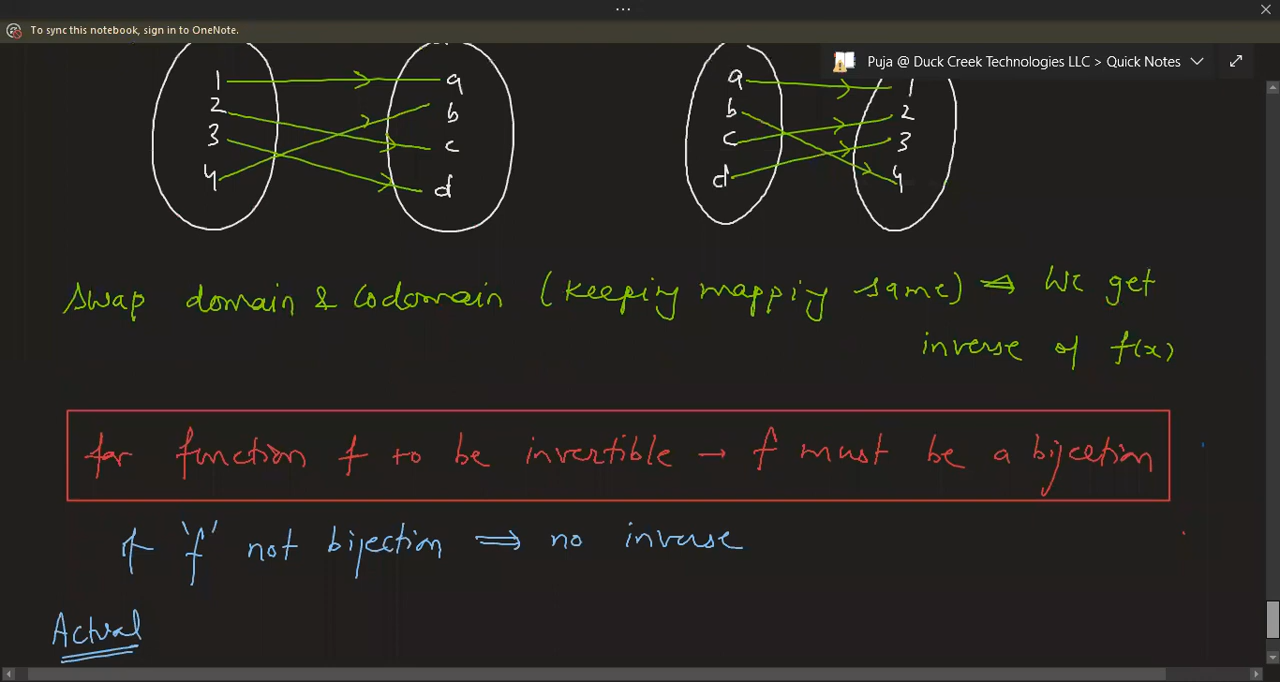 ...
To sync this notebook, sign in to OneNote.
Puja @ Duck Creek Technologies LLC > Quick Notes
1 a a 1
2 b b 2
3 c c 3
4 d d 4
Swap domain & codomain (keeping mapping same) ⇒ We get
inverse of f(x)
for function f to be invertible → f must be a bijection
if 'f' not bijection ⟹ no inverse
Actual